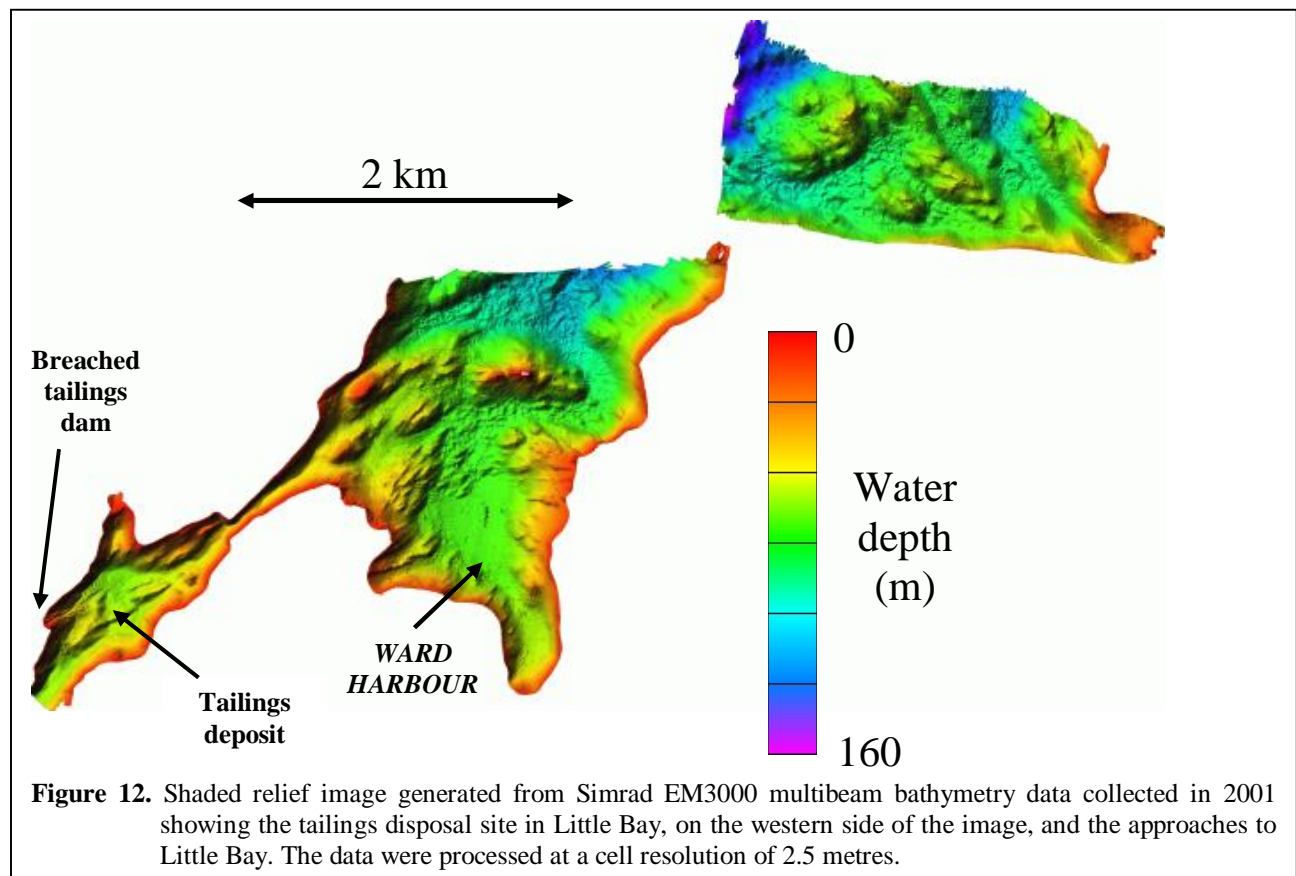 2 km
0
Breached
tailings
dam
Water
depth
(m)
WARD
HARBOUR
Tailings
deposit
160
Figure 12. Shaded relief image generated from Simrad EM3000 multibeam bathymetry data collected in 2001
showing the tailings disposal site in Little Bay, on the western side of the image, and the approaches to
Little Bay. The data were processed at a cell resolution of 2.5 metres.